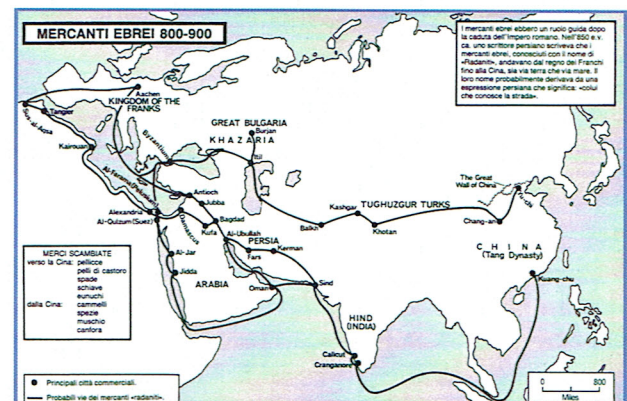 MERCANTI EBREI 800-900
I mercanti ebrei ebbero un ruolo guida dopo
la caduta dell'Impero romano. Nell'850 e.v.
ca. uno scrittore persiano scriveva che i
mercanti ebrei, conosciuti con il nome di
«Radaniti», andavano dal regno dei Franchi
fino alla Cina, sia via terra che via mare. Il
loro nome probabilmente derivava da una
espressione persiana che significa: «colui
che conosce la strada».
Aachen
KINGDOM OF THE
FRANKS
Sus-al-Aqsa
Tangier
Kairouan
GREAT BULGARIA
Burjan
KHAZARIA
Byzantium
Itil
Antioch
Jubba
Alexandria
Al-Quizum (Suez)
Damascus
Bagdad
Kufa
Al-Ubullah
PERSIA
Fars
Kerman
Balkh
Kashgar
TUGHUZGUR TURKS
Khotan
The Great
Wall of China
Yurchi
Chang-an
CHINA
(Tang Dynasty)
Kuang-chu
Al-Jar
Jidda
ARABIA
Oman
Sind
HIND
(INDIA)
Calicut
Cranganore
MERCI SCAMBIATE
verso la Cina: pellicce
pelli di castoro
spade
schiave
eunuchi
dalla Cina: cammelli
spezie
muschio
canfora
Principali città commerciali.
Probabili vie dei mercanti «radaniti».
0 800
Miles